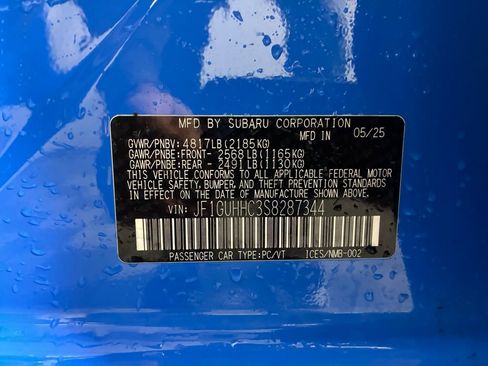 MFD BY SUBARU CORPORATION
MFD IN 05/25
GVWR/PNBV: 4817LB(2185KG)
GAWR/PNBE:FRONT- 2568LB(1165KG)
GAWR/PNBE:REAR - 2491LB(1130KG)
THIS VEHICLE CONFORMS TO ALL APPLICABLE FEDERAL MOTOR
VEHICLE SAFETY, BUMPER, AND THEFT PREVENTION STANDARDS
IN EFFECT ON THE DATE OF MANUFACTURE SHOWN ABOVE.
VIN: JF1GUHHC3S8287344
PASSENGER CAR TYPE:PC/VT ICES/NMB-002